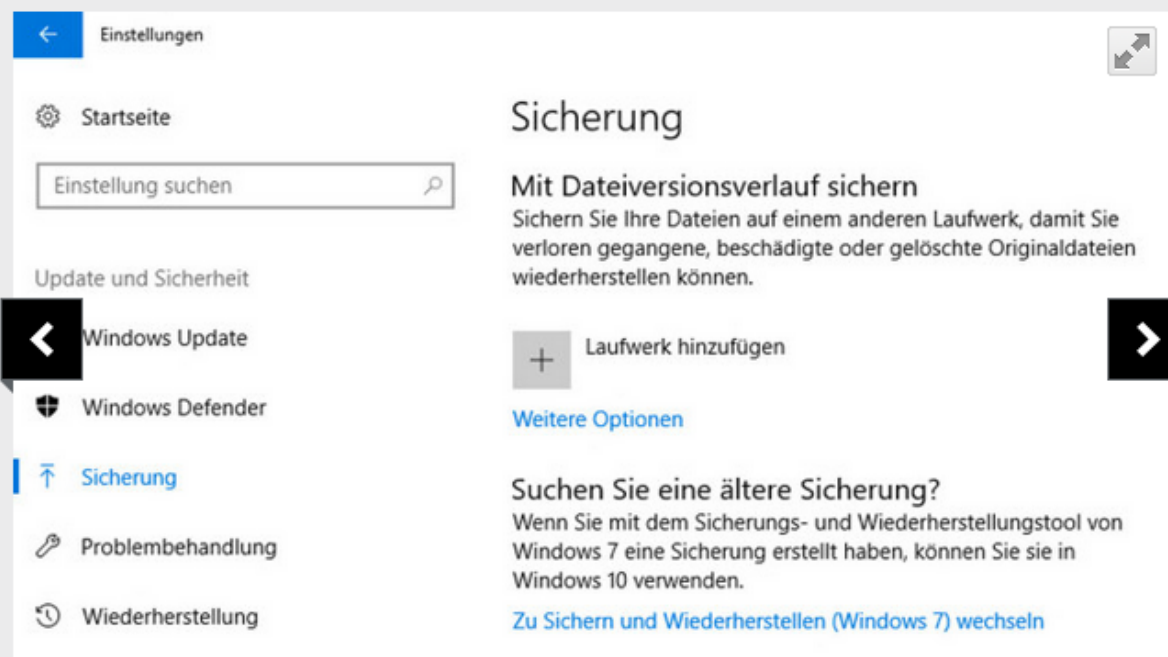 Einstellungen
Startseite
Einstellung suchen
Update und Sicherheit
Windows Update
Windows Defender
Sicherung
Problembehandlung
Wiederherstellung
Sicherung
Mit Dateiversionsverlauf sichern
Sichern Sie Ihre Dateien auf einem anderen Laufwerk, damit Sie
verloren gegangene, beschädigte oder gelöschte Originaldateien
wiederherstellen können.
Laufwerk hinzufügen
Weitere Optionen
Suchen Sie eine ältere Sicherung?
Wenn Sie mit dem Sicherungs- und Wiederherstellungstool von
Windows 7 eine Sicherung erstellt haben, können Sie sie in
Windows 10 verwenden.
Zu Sichern und Wiederherstellen (Windows 7) wechseln